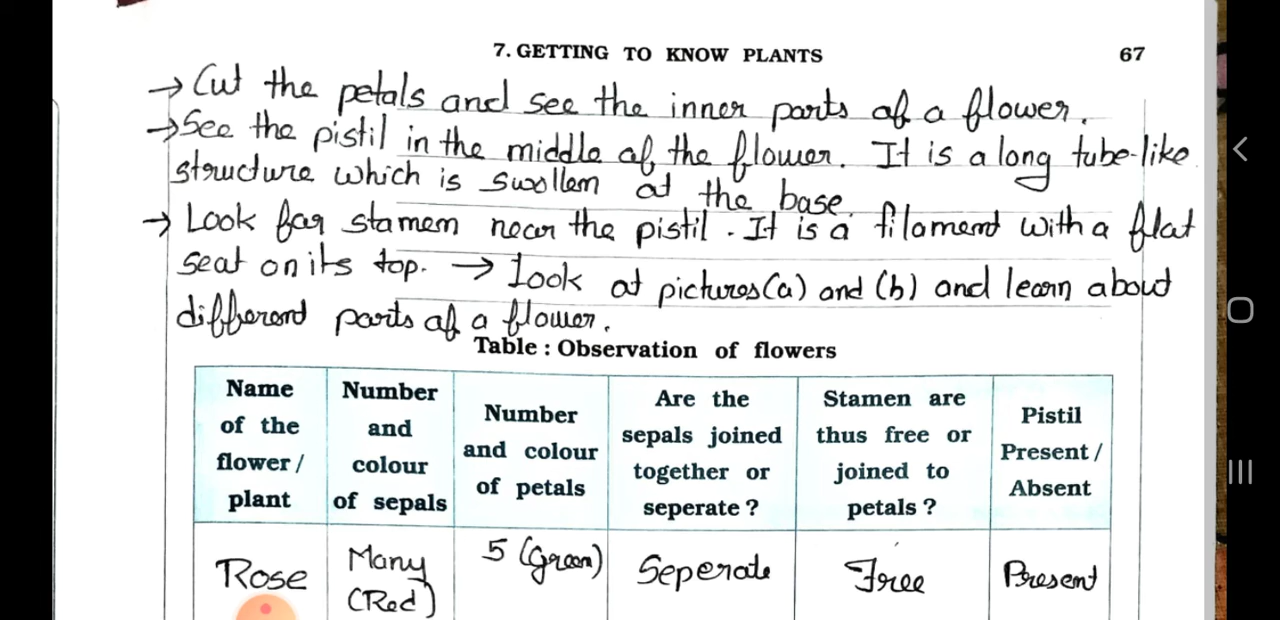 7. GETTING TO KNOW PLANTS 67
→ Cut the petals and see the inner parts of a flower.
→ See the pistil in the middle of the flower. It is a long tube-like
structure which is swollen at the base.
→ Look for stamen near the pistil. It is a filament with a flat
seat on its top. → Look at pictures (a) and (b) and learn about
different parts of a flower.
Table : Observation of flowers
Name of the flower / plant
Number and colour of sepals
Number and colour of petals
Are the sepals joined together or seperate ?
Stamen are thus free or joined to petals ?
Pistil Present / Absent
Rose
Many (Red)
5 (Green)
Seperate
Free
Present